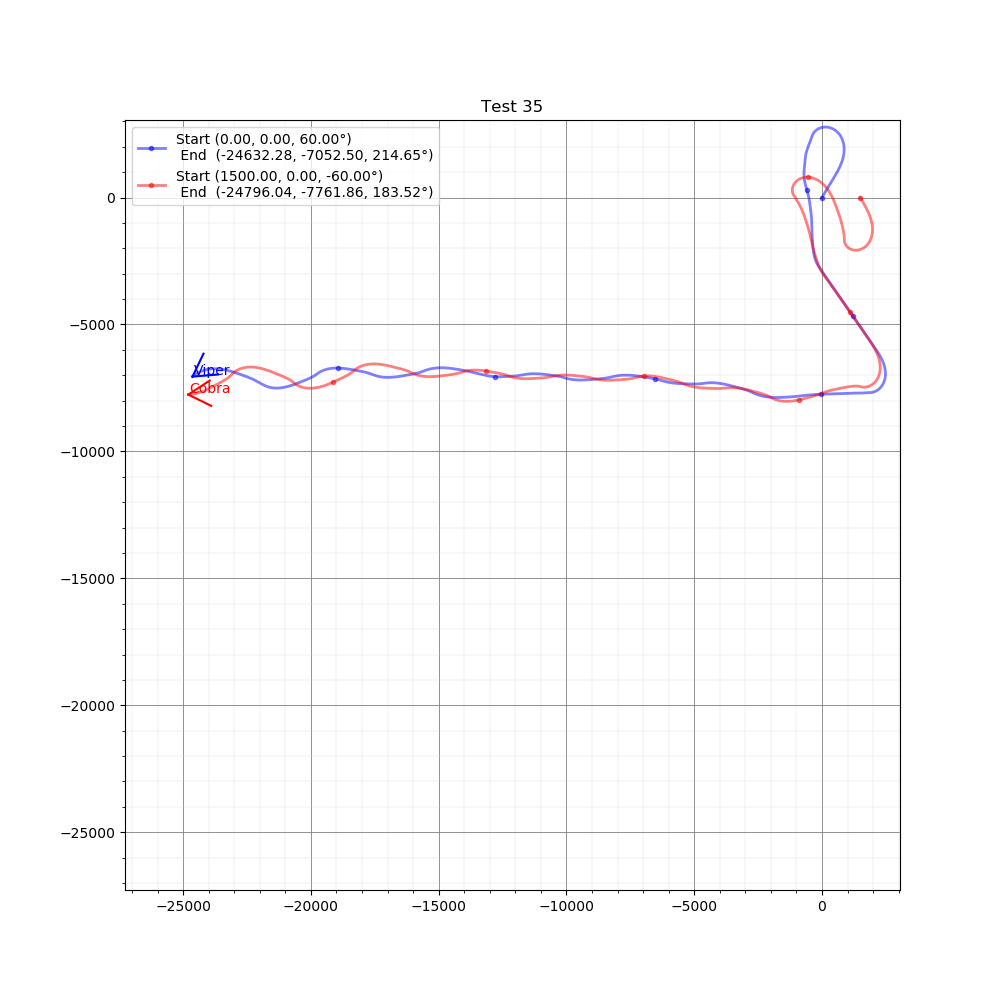 Test 35
Start (0.00, 0.00, 60.00°)
End (-24632.28, -7052.50, 214.65°)
Start (1500.00, 0.00, -60.00°)
End (-24796.04, -7761.86, 183.52°)
0
−5000
−10000
−15000
−20000
−25000
Viper
Cobra
−25000
−20000
−15000
−10000
−5000
0